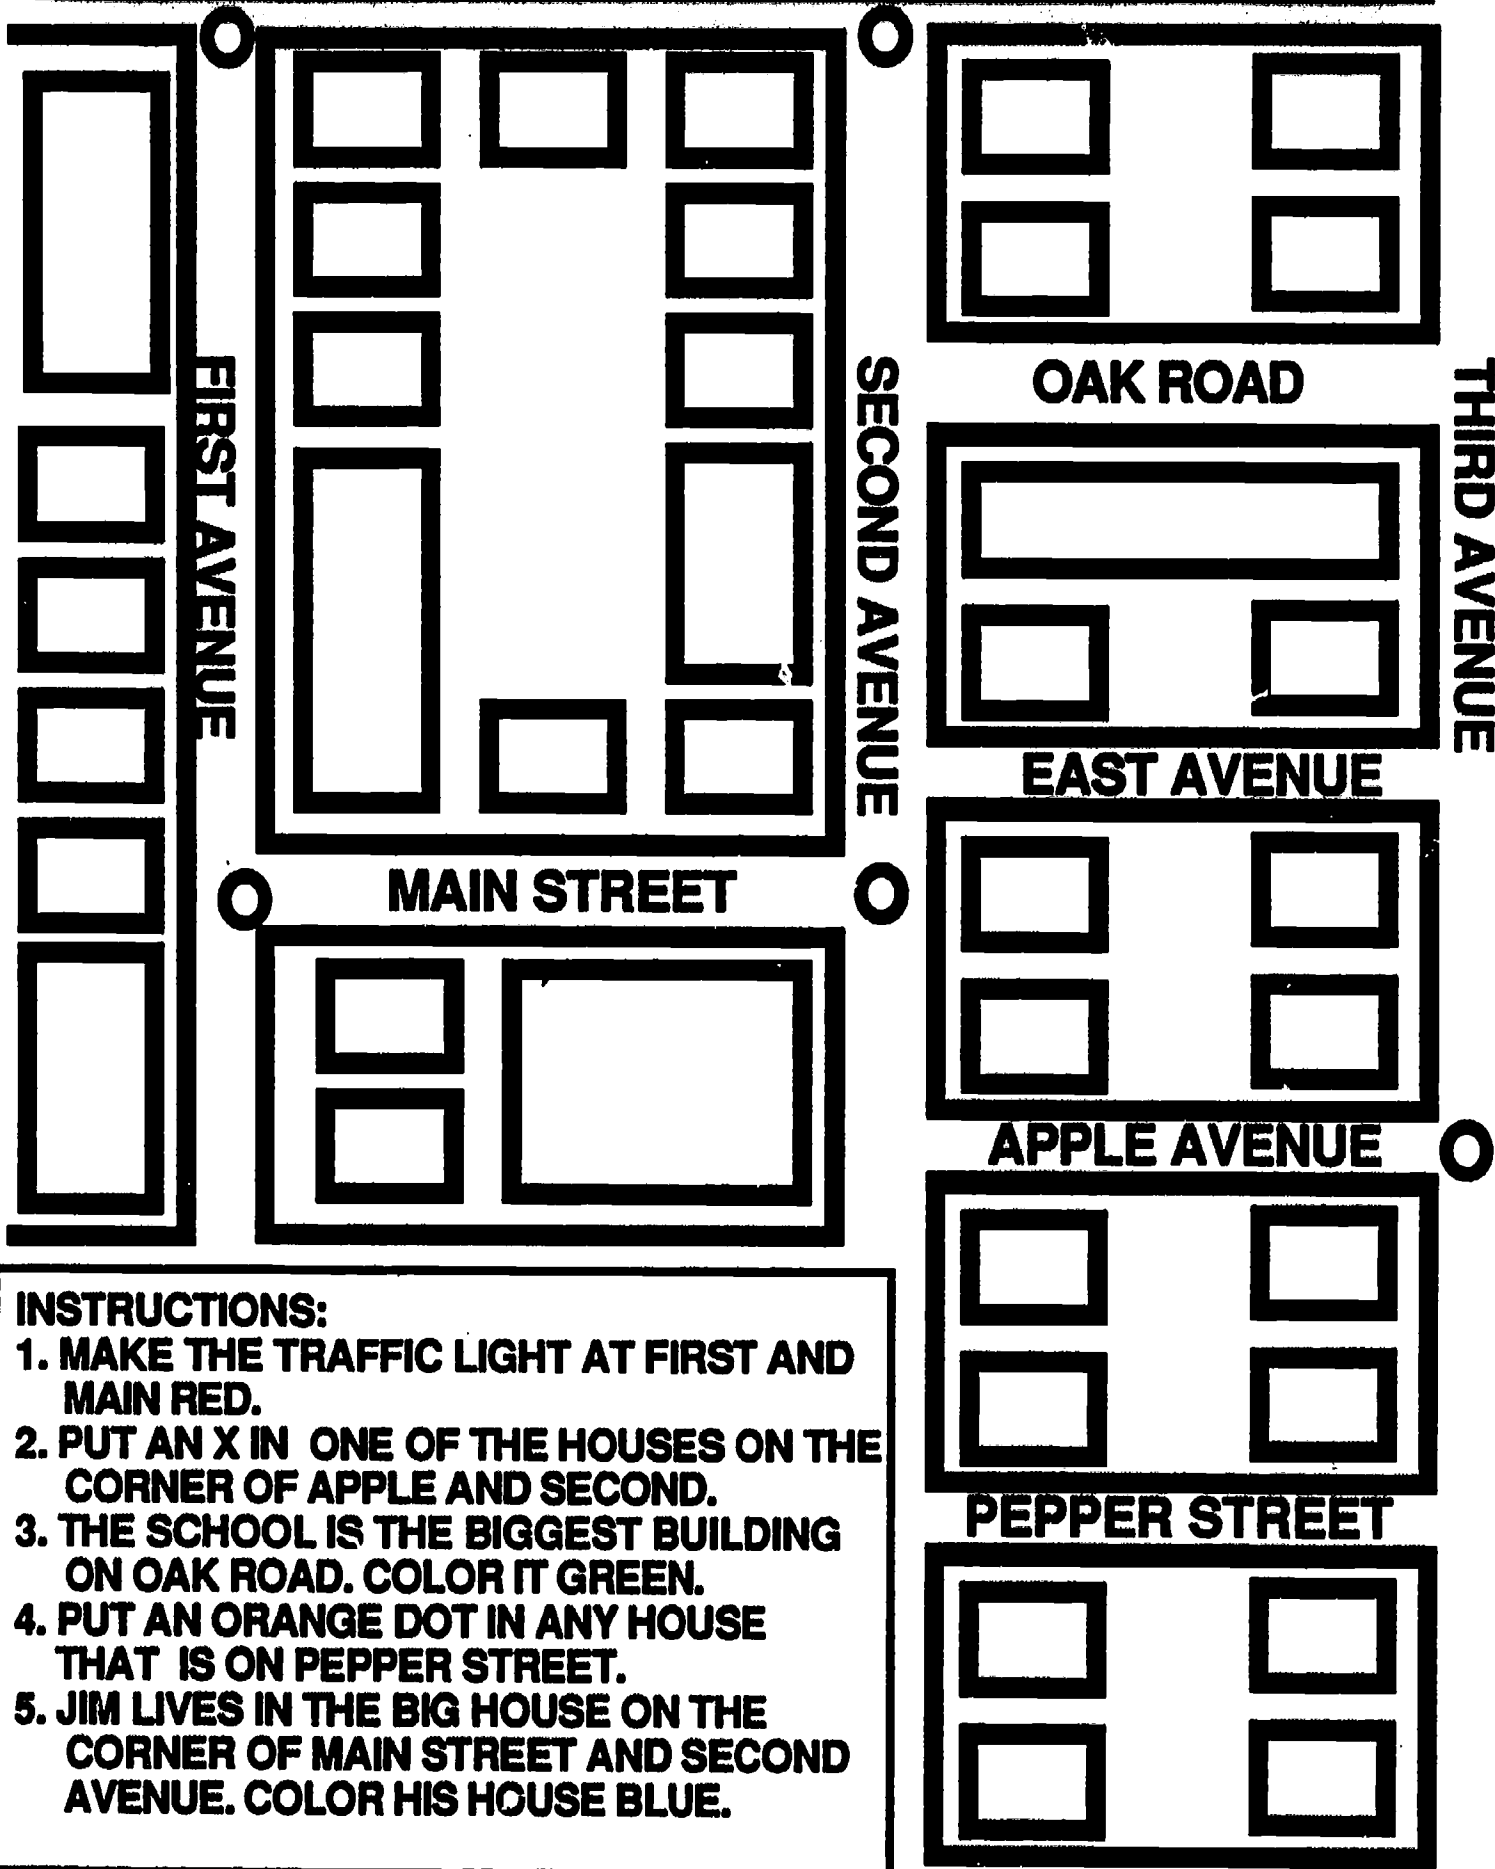 FIRST AVENUE
SECOND AVENUE
OAK ROAD
THIRD AVENUE
EAST AVENUE
MAIN STREET
APPLE AVENUE
PEPPER STREET
INSTRUCTIONS:
1. MAKE THE TRAFFIC LIGHT AT FIRST AND
MAIN RED.
2. PUT AN X IN ONE OF THE HOUSES ON THE
CORNER OF APPLE AND SECOND.
3. THE SCHOOL IS THE BIGGEST BUILDING
ON OAK ROAD. COLOR IT GREEN.
4. PUT AN ORANGE DOT IN ANY HOUSE
THAT IS ON PEPPER STREET.
5. JIM LIVES IN THE BIG HOUSE ON THE
CORNER OF MAIN STREET AND SECOND
AVENUE. COLOR HIS HOUSE BLUE.